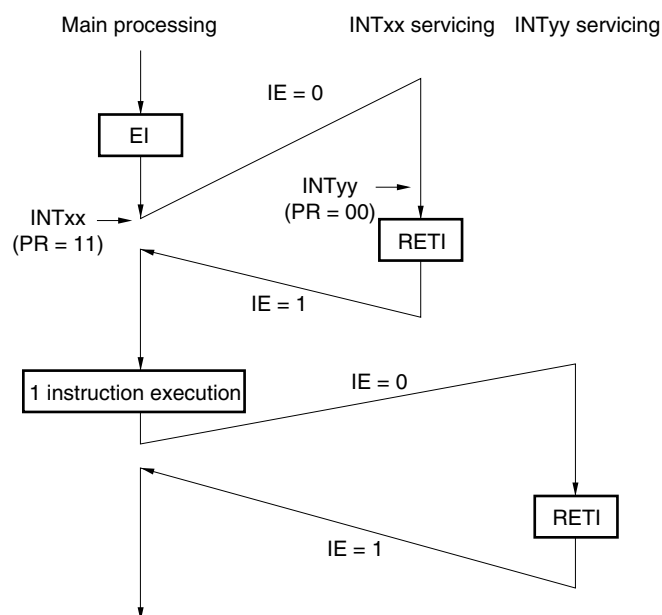 Main processing
INTxx servicing
INTyy servicing
IE = 0
EI
INTyy
(PR = 00)
INTxx
(PR = 11)
RETI
IE = 1
1 instruction execution
IE = 0
RETI
IE = 1